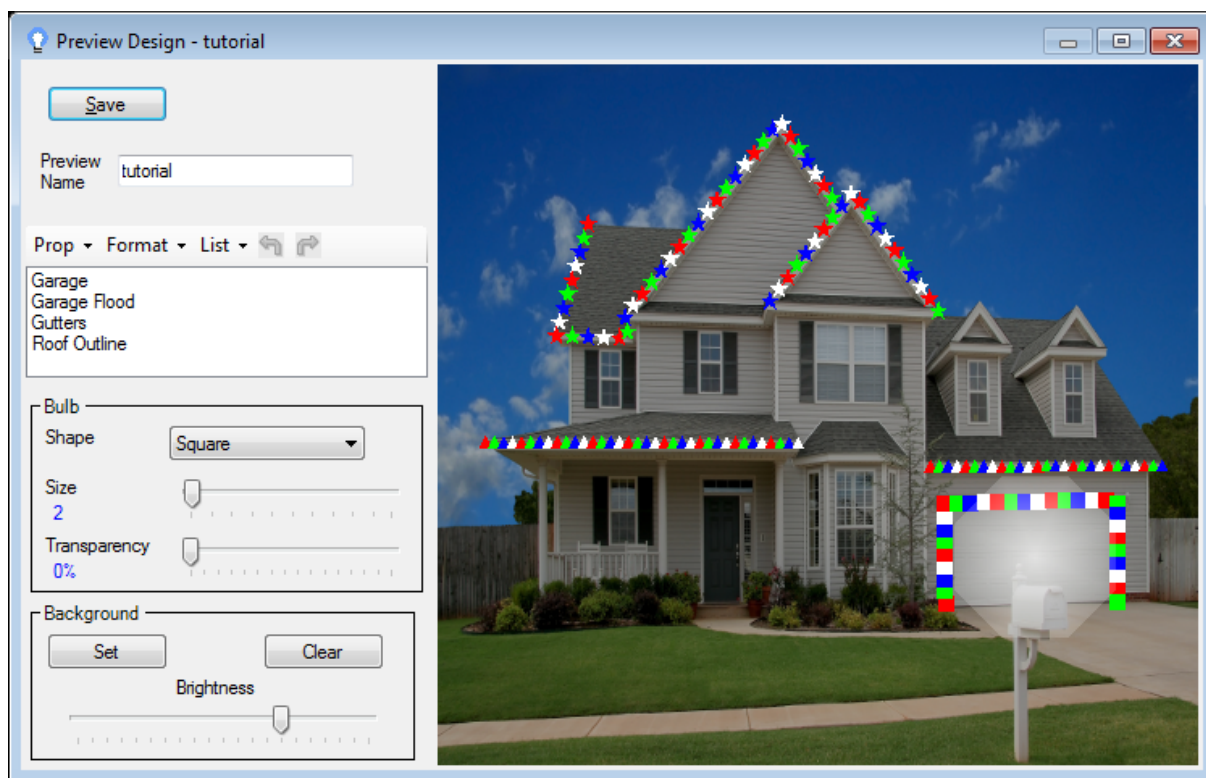 Preview Design - tutorial
Save
Preview
Name
tutorial
Prop Format List
Garage
Garage Flood
Gutters
Roof Outline
Bulb
Shape
Square
Size
2
Transparency
0%
Background
Set Clear
Brightness